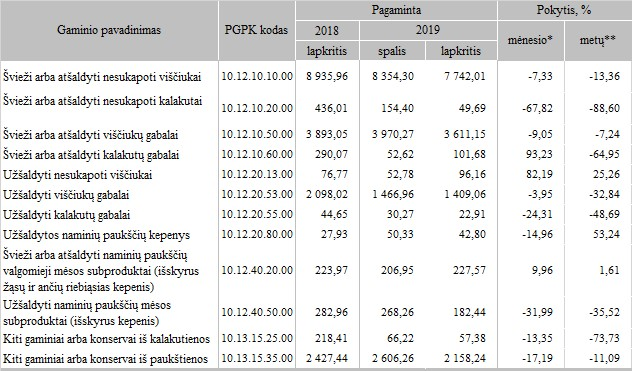 Gaminio pavadinimas PGPK kodas Pagaminta Pokytis, %
2018 2019 mėnesio* metų**
lapkritis spalis lapkritis
Švieži arba atšaldyti nesukapoti viščiukai 10.12.10.10.00 8 935,96 8 354,30 7 742,01 -7,33 -13,36
Švieži arba atšaldyti nesukapoti kalakutai 10.12.10.20.00 436,01 154,40 49,69 -67,82 -88,60
Švieži arba atšaldyti viščiukų gabalai 10.12.10.50.00 3 893,05 3 970,27 3 611,15 -9,05 -7,24
Švieži arba atšaldyti kalakutų gabalai 10.12.10.60.00 290,07 52,62 101,68 93,23 -64,95
Užšaldyti nesukapoti viščiukai 10.12.20.13.00 76,77 52,78 96,16 82,19 25,26
Užšaldyti viščiukų gabalai 10.12.20.53.00 2 098,02 1 466,96 1 409,06 -3,95 -32,84
Užšaldyti kalakutų gabalai 10.12.20.55.00 44,65 30,27 22,91 -24,31 -48,69
Užšaldytos naminių paukščių kepenys 10.12.20.80.00 27,93 50,33 42,80 -14,96 53,24
Švieži arba atšaldyti naminių paukščių
valgomieji mėsos subproduktai (išskyrus 10.12.40.20.00 223,97 206,95 227,57 9,96 1,61
žąsų ir ančių riebiąsias kepenis)
Užšaldyti naminių paukščių mėsos
subproduktai (išskyrus kepenis) 10.12.40.50.00 282,96 268,26 182,44 -31,99 -35,52
Kiti gaminiai arba konservai iš kalakutienos 10.13.15.25.00 218,41 66,22 57,38 -13,35 -73,73
Kiti gaminiai arba konservai iš paukštienos 10.13.15.35.00 2 427,44 2 606,26 2 158,24 -17,19 -11,09